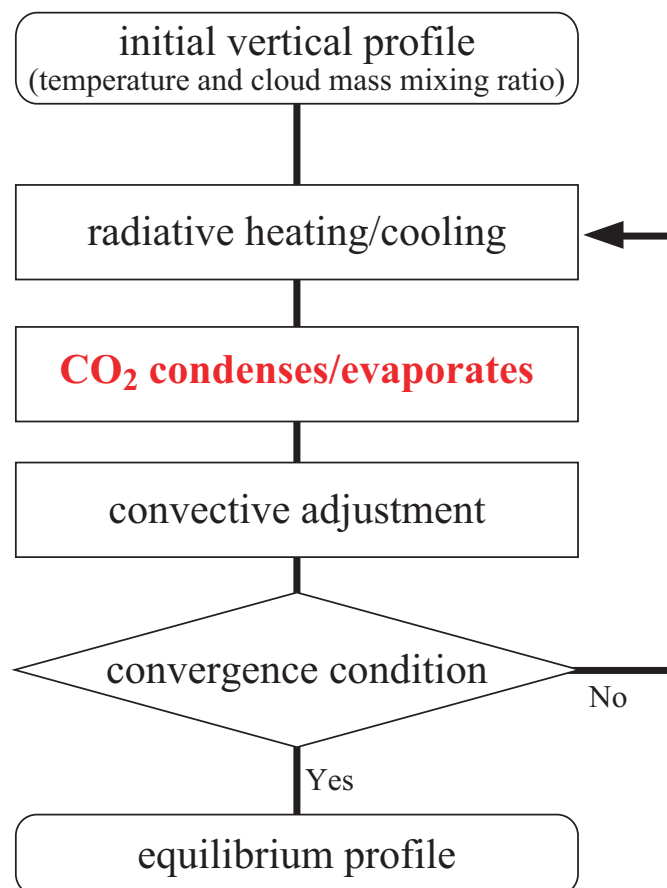 initial vertical profile
(temperature and cloud mass mixing ratio)
radiative heating/cooling
CO₂ condenses/evaporates
convective adjustment
convergence condition
No
Yes
equilibrium profile